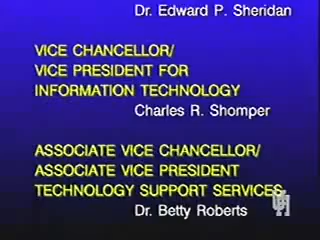 Dr. Edward P. Sheridan
VICE CHANCELLOR/
VICE PRESIDENT FOR
INFORMATION TECHNOLOGY
Charles R. Shomper
ASSOCIATE VICE CHANCELLOR/
ASSOCIATE VICE PRESIDENT
TECHNOLOGY SUPPORT SERVICES
Dr. Betty Roberts